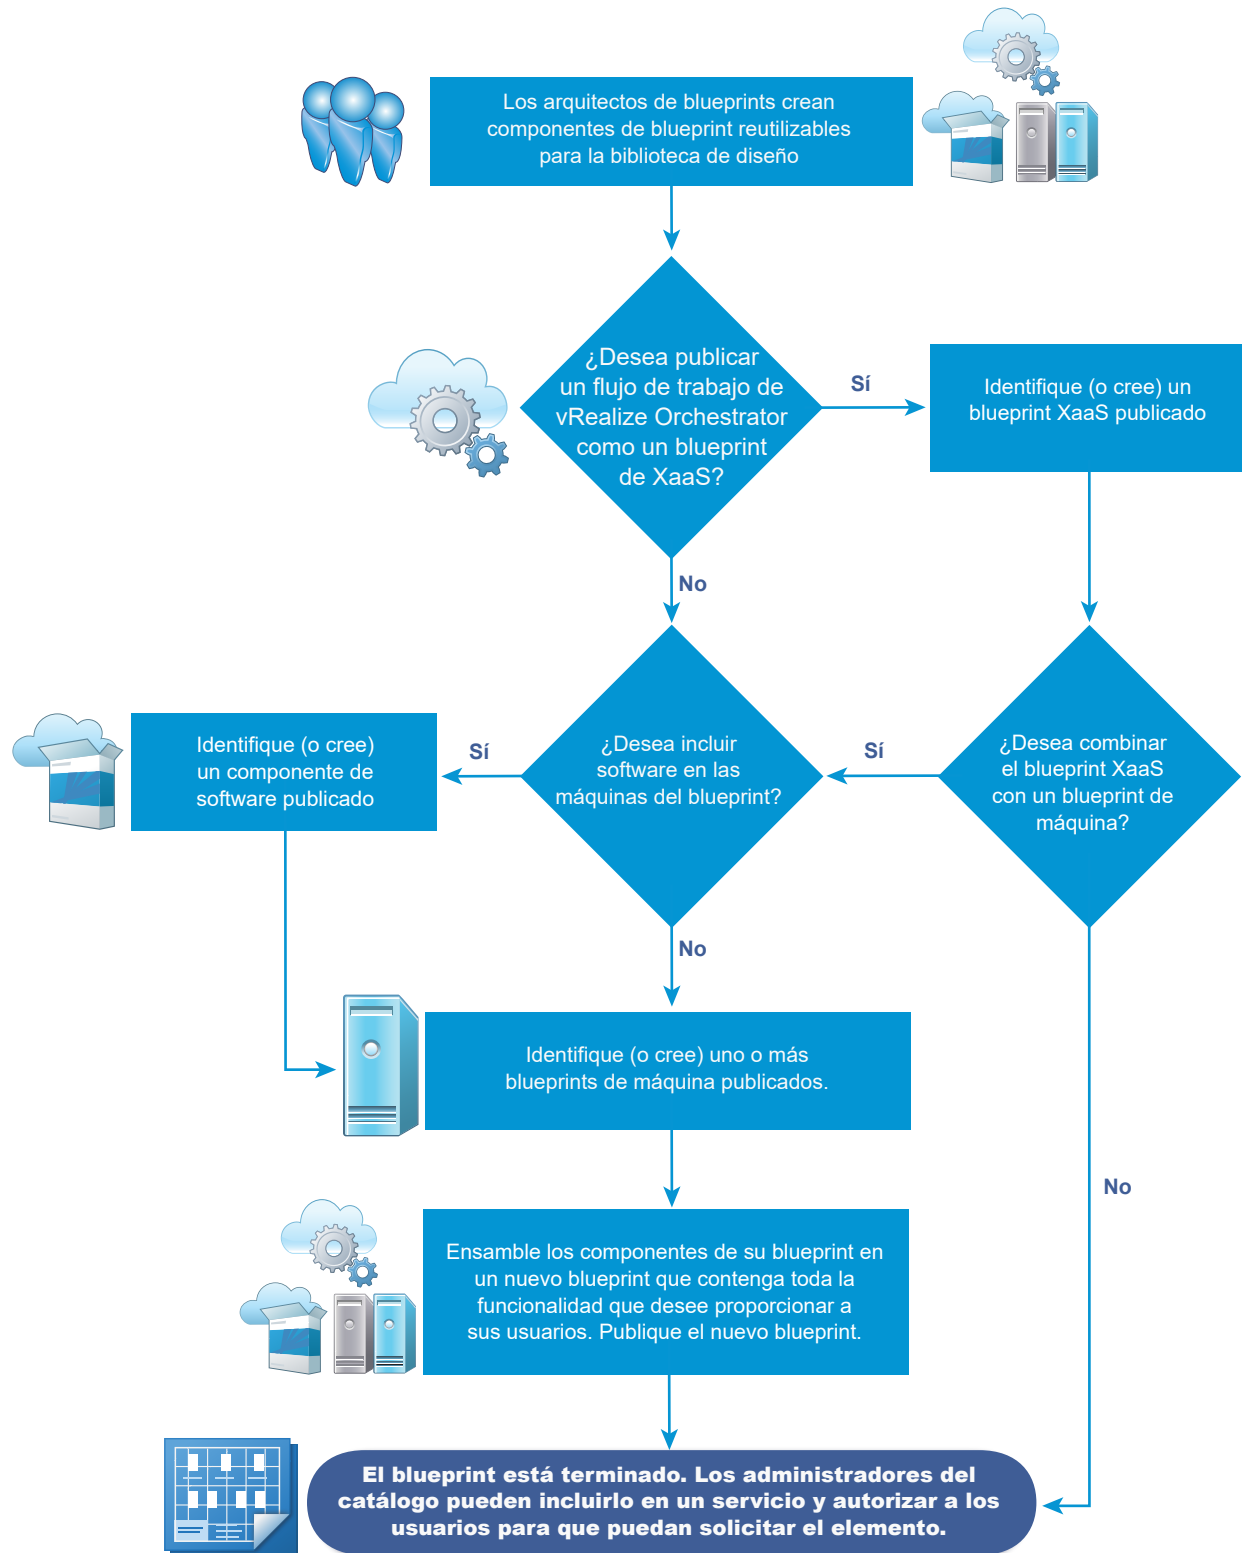 Los arquitectos de blueprints crean
componentes de blueprint reutilizables
para la biblioteca de diseño
¿Desea publicar
un flujo de trabajo de
vRealize Orchestrator
como un blueprint
de XaaS?
Sí
Identifique (o cree) un
blueprint XaaS publicado
No
Identifique (o cree)
un componente de
software publicado
Sí
¿Desea incluir
software en las
máquinas del blueprint?
Sí
¿Desea combinar
el blueprint XaaS
con un blueprint de
máquina?
No
Identifique (o cree) uno o más
blueprints de máquina publicados.
No
Ensamble los componentes de su blueprint en
un nuevo blueprint que contenga toda la
funcionalidad que desee proporcionar a
sus usuarios. Publique el nuevo blueprint.
El blueprint está terminado. Los administradores del
catálogo pueden incluirlo en un servicio y autorizar a los
usuarios para que puedan solicitar el elemento.